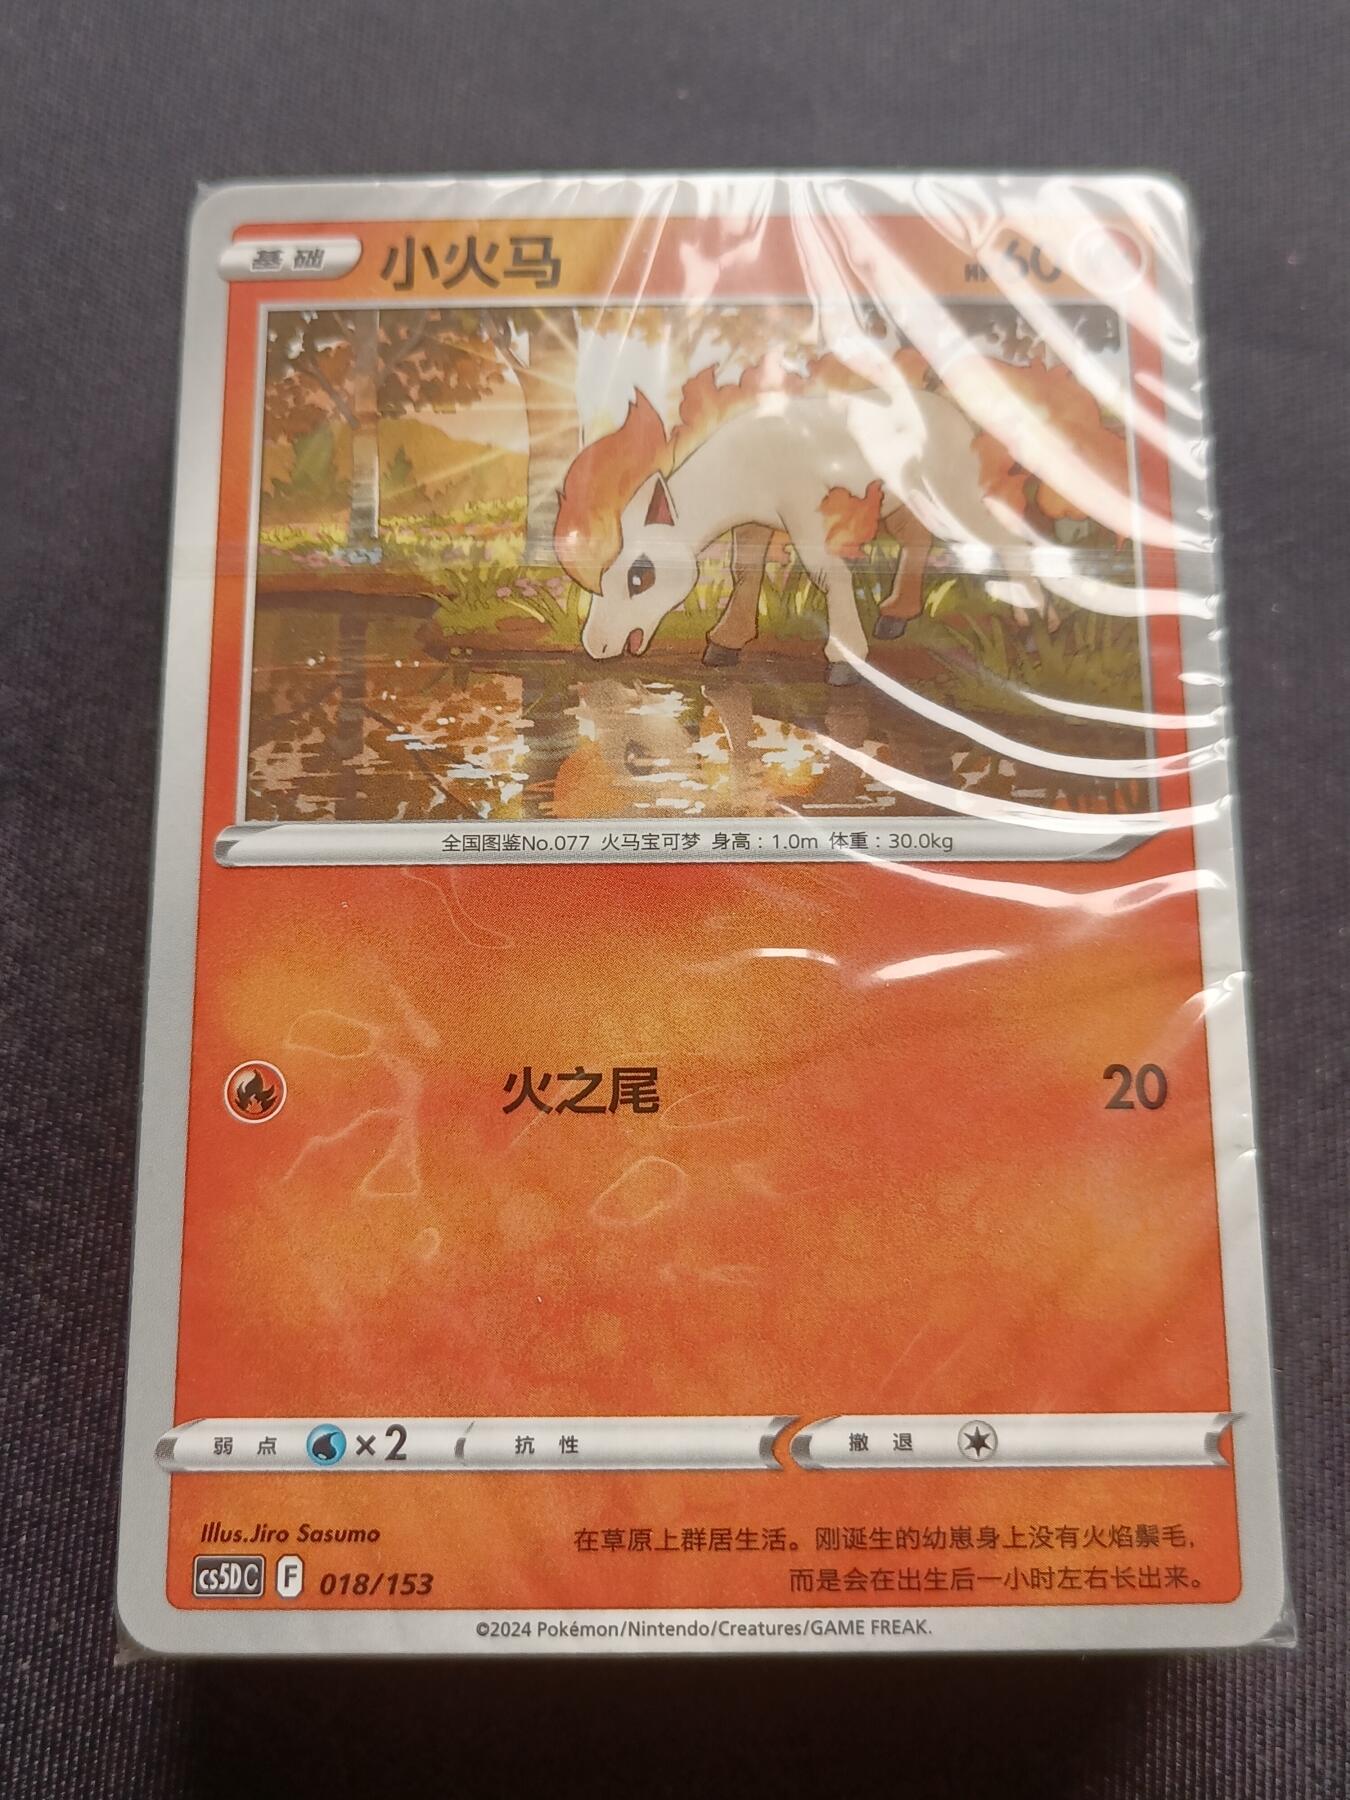 基础 小火马 HP 60
全国图鉴No.077 火马宝可梦 身高：1.0m 体重：30.0kg
火之尾 20
弱点 ×2 抗性 撤退
Illus.Jiro Sasumo
在草原上群居生活。刚诞生的幼崽身上没有火焰鬃毛，
而是会在出生后一小时左右长出来。
CS5DC F 018/153
©2024 Pokémon/Nintendo/Creatures/GAME FREAK.